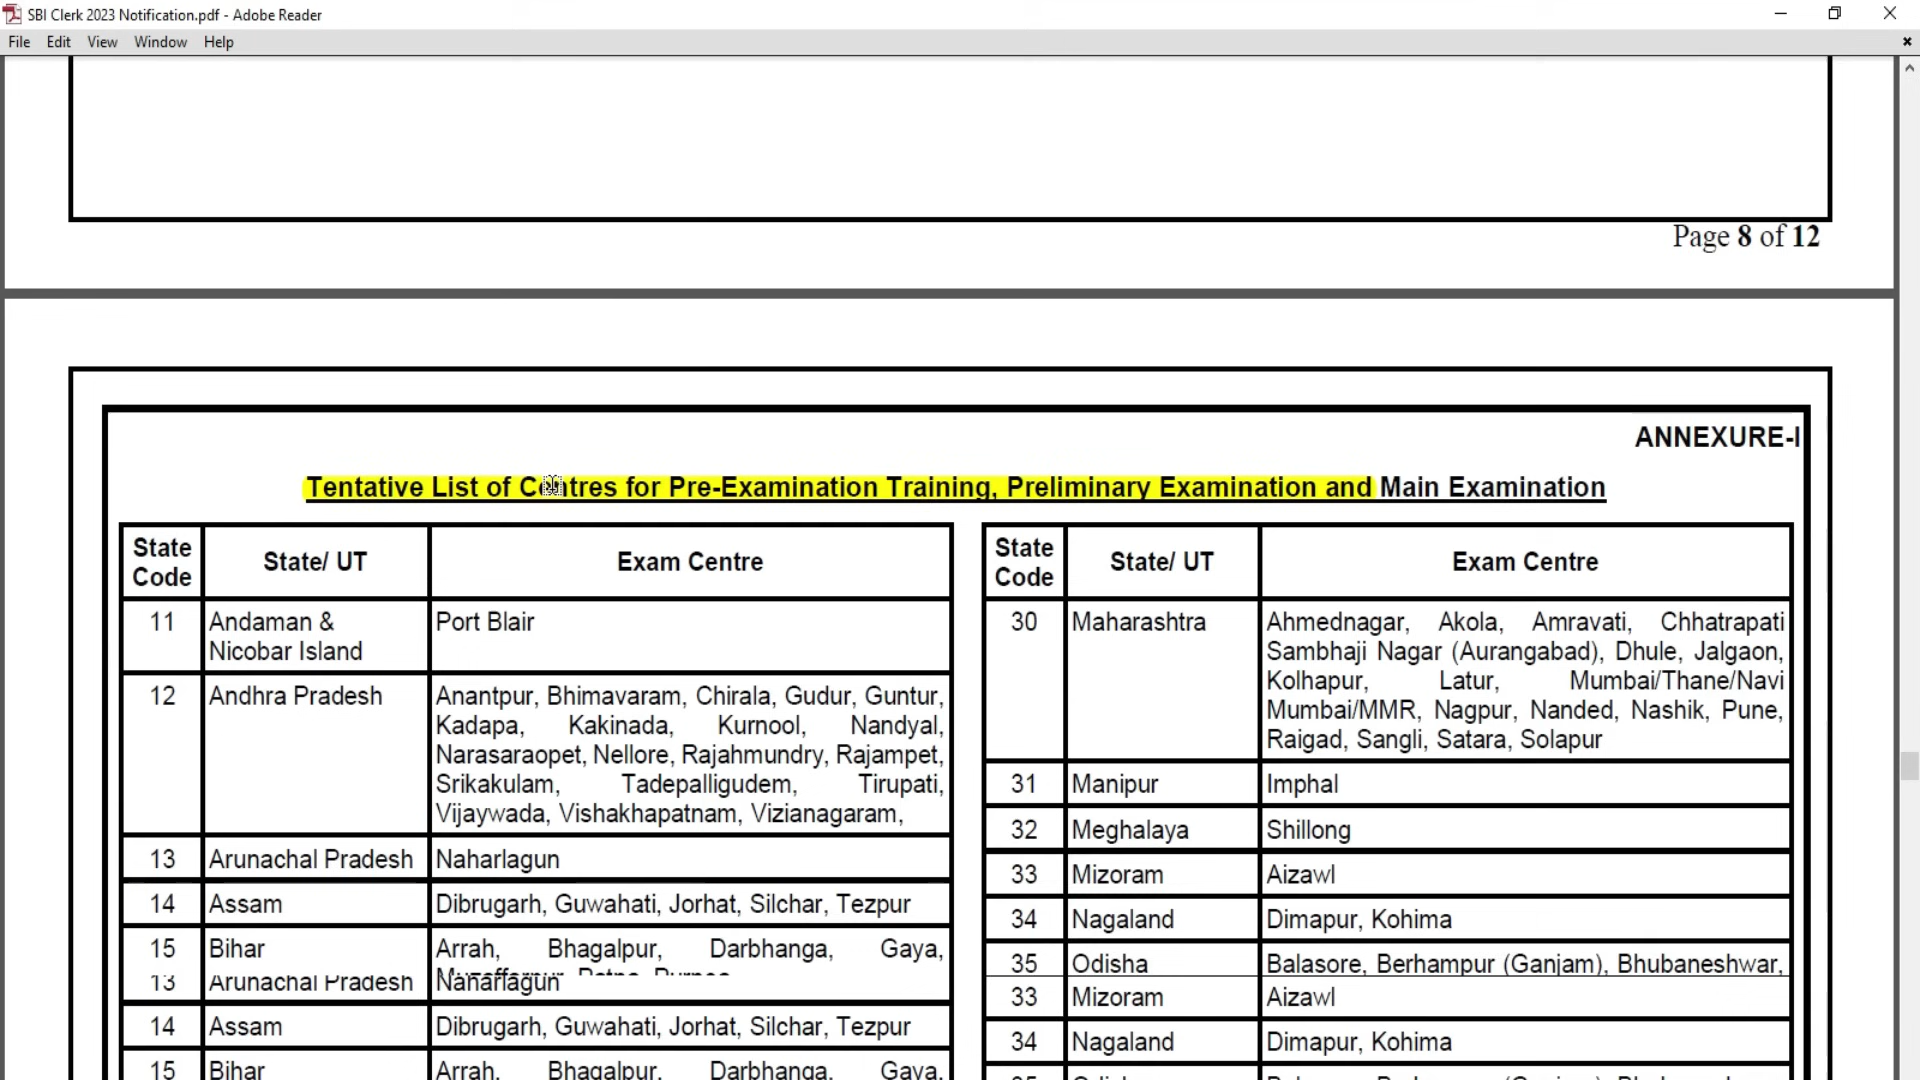 SBI Clerk 2023 Notification.pdf - Adobe Reader
File Edit View Window Help
Page 8 of 12
ANNEXURE-I
Tentative List of Centres for Pre-Examination Training, Preliminary Examination and Main Examination
State Code State/ UT Exam Centre
11 Andaman & Port Blair
Nicobar Island
12 Andhra Pradesh Anantpur, Bhimavaram, Chirala, Gudur, Guntur,
Kadapa, Kakinada, Kurnool, Nandyal,
Narasaraopet, Nellore, Rajahmundry, Rajampet,
Srikakulam, Tadepalligudem, Tirupati,
Vijaywada, Vishakhapatnam, Vizianagaram,
13 Arunachal Pradesh Naharlagun
14 Assam Dibrugarh, Guwahati, Jorhat, Silchar, Tezpur
15 Bihar Arrah, Bhagalpur, Darbhanga, Gaya,
13 Arunachal Pradesh Naharlagun
14 Assam Dibrugarh, Guwahati, Jorhat, Silchar, Tezpur
15 Bihar Arrah, Bhagalpur, Darbhanga, Gaya,
State Code State/ UT Exam Centre
30 Maharashtra Ahmednagar, Akola, Amravati, Chhatrapati
Sambhaji Nagar (Aurangabad), Dhule, Jalgaon,
Kolhapur, Latur, Mumbai/Thane/Navi
Mumbai/MMR, Nagpur, Nanded, Nashik, Pune,
Raigad, Sangli, Satara, Solapur
31 Manipur Imphal
32 Meghalaya Shillong
33 Mizoram Aizawl
34 Nagaland Dimapur, Kohima
35 Odisha Balasore, Berhampur (Ganjam), Bhubaneshwar,
33 Mizoram Aizawl
34 Nagaland Dimapur, Kohima